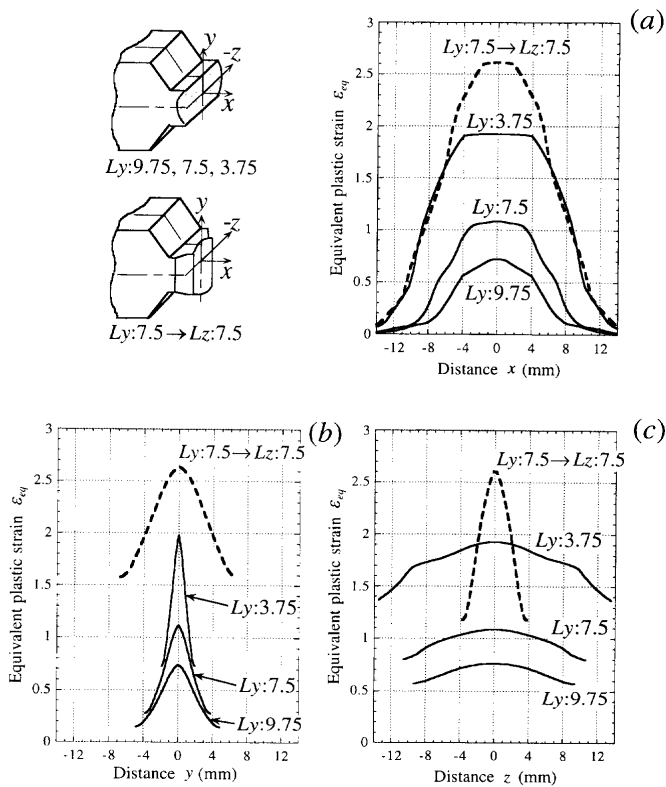 (a)
y
-z
x
Ly:9.75, 7.5, 3.75
y
-z
x
Ly:7.5→Lz:7.5
Equivalent plastic strain εeq
3
2.5
2
1.5
1
0.5
0
Ly:7.5→Lz:7.5
Ly:3.75
Ly:7.5
Ly:9.75
-12 -8 -4 0 4 8 12
Distance x (mm)
(b)
Equivalent plastic strain εeq
3
2.5
2
1.5
1
0.5
0
Ly:7.5→Lz:7.5
Ly:3.75
Ly:7.5
Ly:9.75
-12 -8 -4 0 4 8 12
Distance y (mm)
(c)
Equivalent plastic strain εeq
3
2.5
2
1.5
1
0.5
0
Ly:7.5→Lz:7.5
Ly:3.75
Ly:7.5
Ly:9.75
-12 -8 -4 0 4 8 12
Distance z (mm)